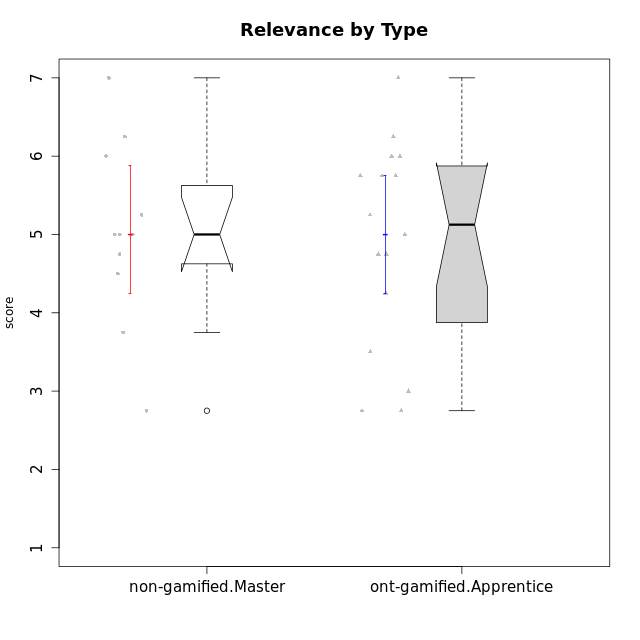 Relevance by Type
7
6
5
4
3
2
1
score
non-gamified.Master
ont-gamified.Apprentice